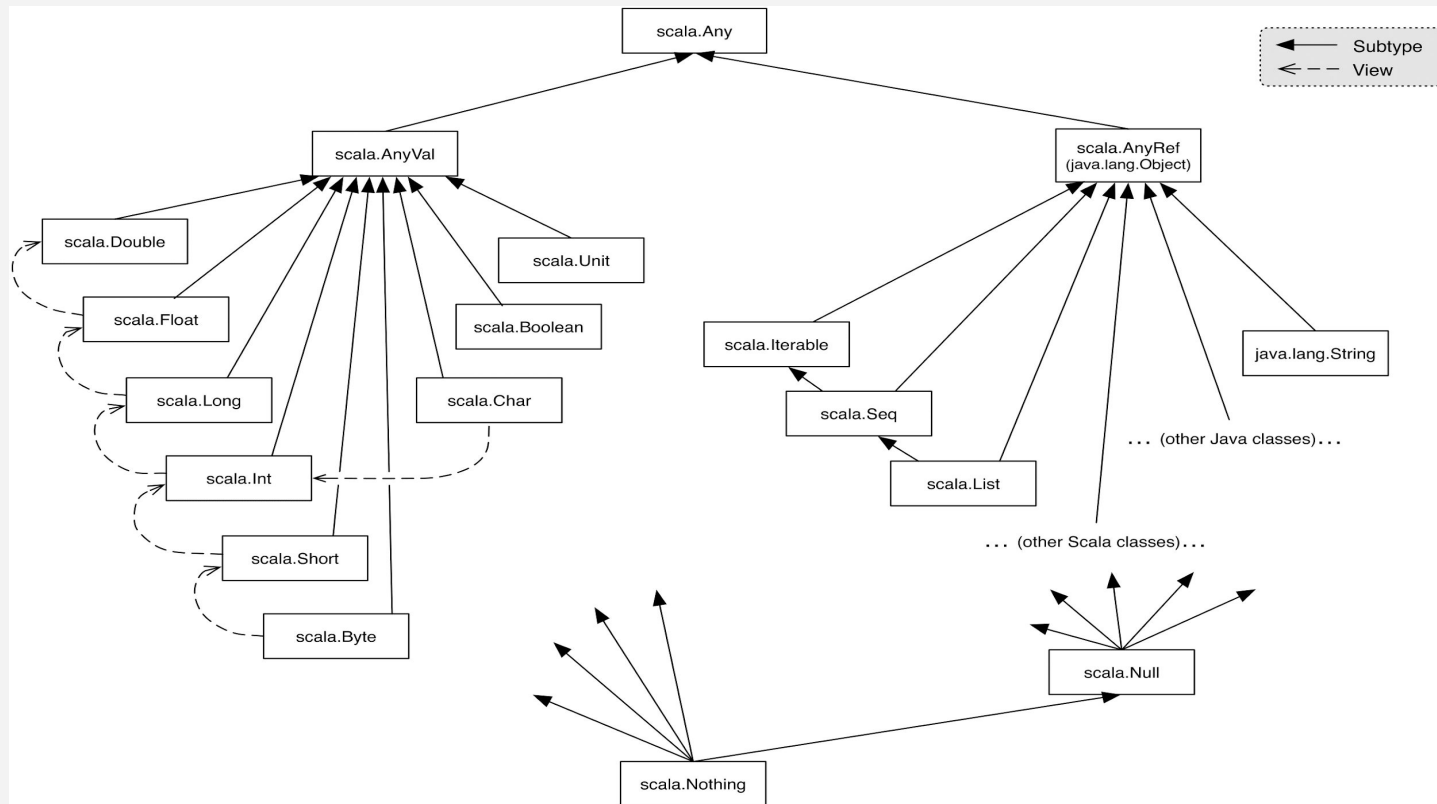 scala.Any
Subtype
View
scala.AnyVal
scala.AnyRef
(java.lang.Object)
scala.Double
scala.Unit
scala.Float
scala.Boolean
scala.Iterable
java.lang.String
scala.Long
scala.Char
scala.Seq
... (other Java classes)...
scala.Int
scala.List
scala.Short
... (other Scala classes)...
scala.Byte
scala.Null
scala.Nothing